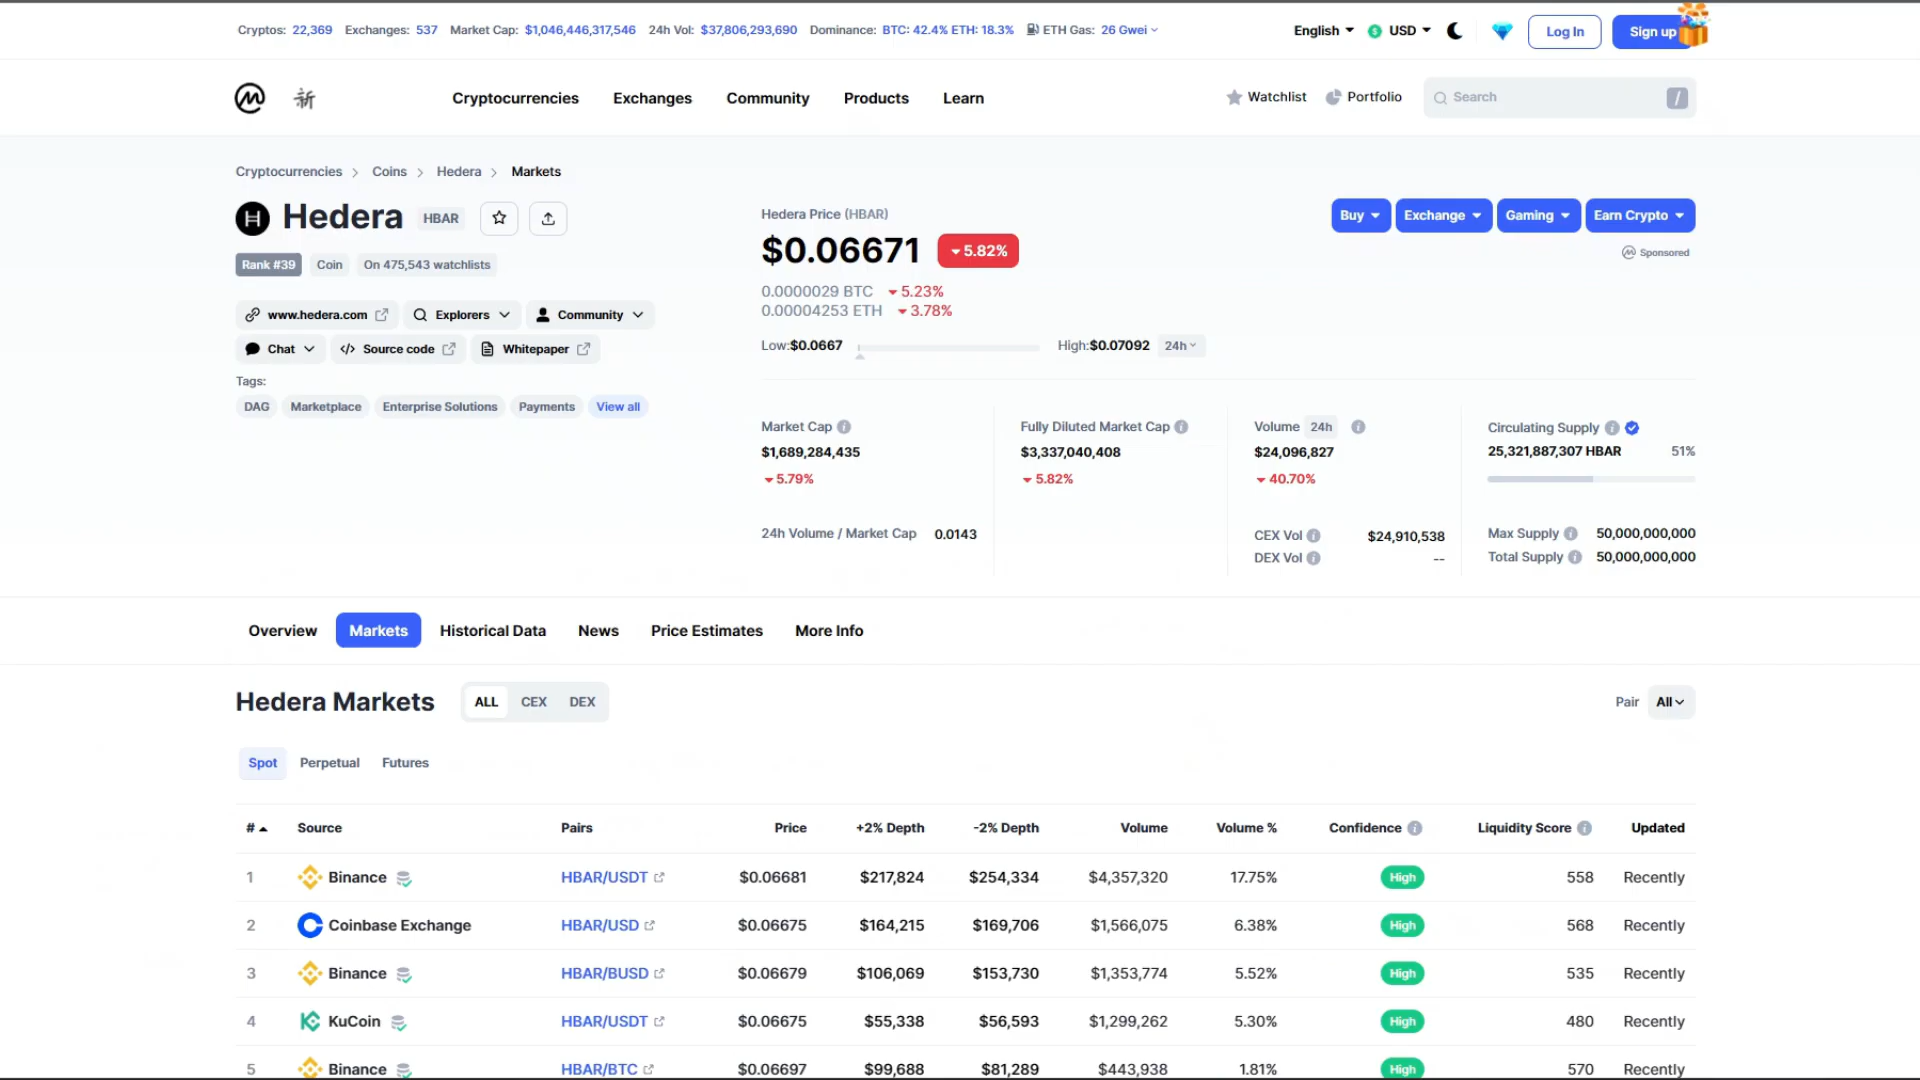 Cryptos: 22,369 Exchanges: 537 Market Cap: $1,046,446,317,546 24h Vol: $37,806,293,690 Dominance: BTC: 42.4% ETH: 18.3% ETH Gas: 26 Gwei English USD Log In Sign up
新 Cryptocurrencies Exchanges Community Products Learn Watchlist Portfolio Search /
Cryptocurrencies > Coins > Hedera > Markets
Hedera HBAR
Rank #39 Coin On 475,543 watchlists
www.hedera.com Explorers Community
Chat Source code Whitepaper
Tags:
DAG Marketplace Enterprise Solutions Payments View all
Hedera Price (HBAR)
$0.06671 5.82%
0.0000029 BTC 5.23%
0.00004253 ETH 3.78%
Low:$0.0667 High:$0.07092 24h
Buy Exchange Gaming Earn Crypto
Sponsored
Market Cap
$1,689,284,435
5.79%
24h Volume / Market Cap 0.0143
Fully Diluted Market Cap
$3,337,040,408
5.82%
Volume 24h
$24,096,827
40.70%
CEX Vol $24,910,538
DEX Vol --
Circulating Supply
25,321,887,307 HBAR 51%
Max Supply 50,000,000,000
Total Supply 50,000,000,000
Overview Markets Historical Data News Price Estimates More Info
Hedera Markets ALL CEX DEX Pair All
Spot Perpetual Futures
# Source Pairs Price +2% Depth -2% Depth Volume Volume % Confidence Liquidity Score Updated
1 Binance HBAR/USDT $0.06681 $217,824 $254,334 $4,357,320 17.75% High 558 Recently
2 Coinbase Exchange HBAR/USD $0.06675 $164,215 $169,706 $1,566,075 6.38% High 568 Recently
3 Binance HBAR/BUSD $0.06679 $106,069 $153,730 $1,353,774 5.52% High 535 Recently
4 KuCoin HBAR/USDT $0.06675 $55,338 $56,593 $1,299,262 5.30% High 480 Recently
5 Binance HBAR/BTC $0.06697 $99,688 $81,289 $443,938 1.81% High 570 Recently